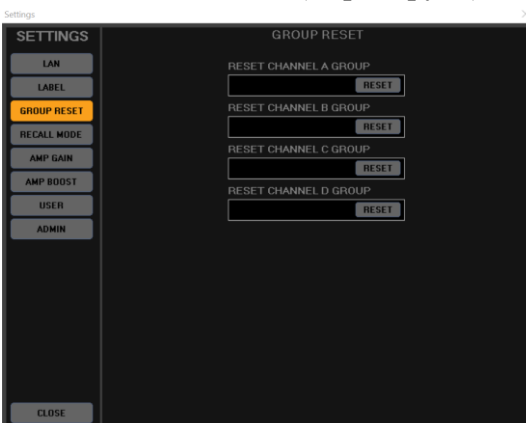 Settings
SETTINGS
LAN
LABEL
GROUP RESET
RECALL MODE
AMP GAIN
AMP BOOST
USER
ADMIN
CLOSE
GROUP RESET
RESET CHANNEL A GROUP
RESET
RESET CHANNEL B GROUP
RESET
RESET CHANNEL C GROUP
RESET
RESET CHANNEL D GROUP
RESET